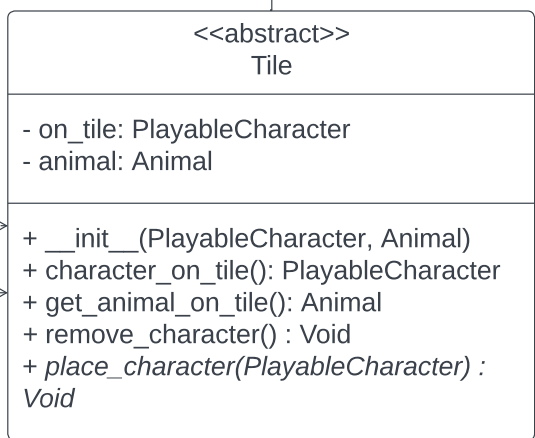 <<abstract>>
Tile
- on_tile: PlayableCharacter
- animal: Animal
+ __init__(PlayableCharacter, Animal)
+ character_on_tile(): PlayableCharacter
+ get_animal_on_tile(): Animal
+ remove_character() : Void
+ place_character(PlayableCharacter) :
Void